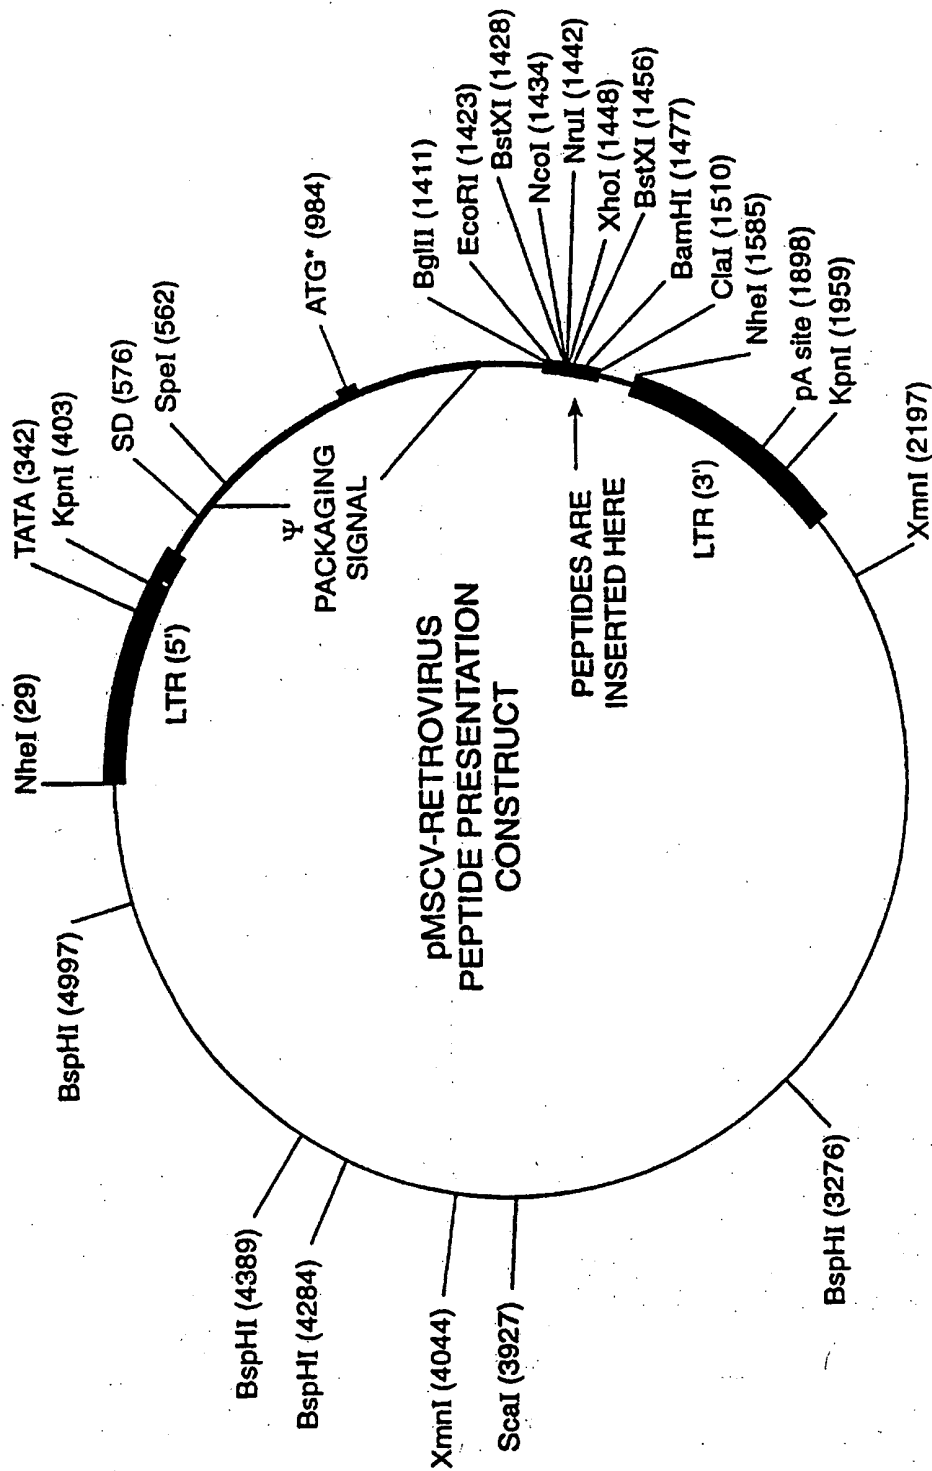 NheI (29)
TATA (342)
KpnI (403)
SD (576)
SpeI (562)
ATG* (984)
BglII (1411)
EcoRI (1423)
BstXI (1428)
NcoI (1434)
NruI (1442)
XhoI (1448)
BstXI (1456)
BamHI (1477)
ClaI (1510)
NheI (1585)
pA site (1898)
KpnI (1959)
XmnI (2197)
BspHI (3276)
ScaI (3927)
XmnI (4044)
BspHI (4284)
BspHI (4389)
BspHI (4997)
LTR (5')
Ψ
PACKAGING
SIGNAL
PEPTIDES ARE
INSERTED HERE
LTR (3')
pMSCV-RETROVIRUS
PEPTIDE PRESENTATION
CONSTRUCT